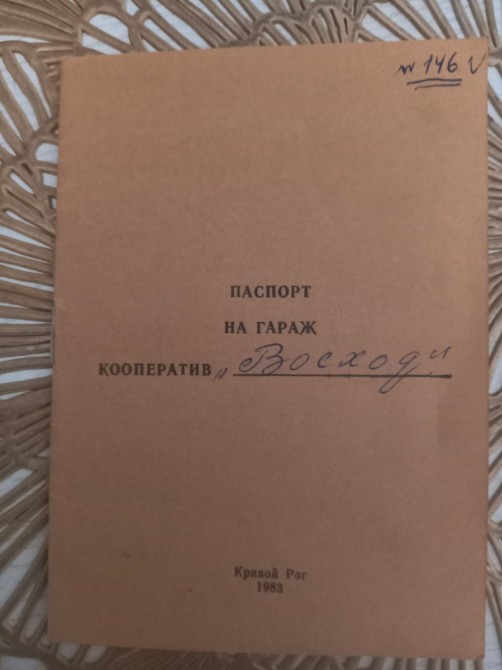 № 146
ПАСПОРТ
НА ГАРАЖ
КООПЕРАТИВ „Восход"
Кривой Рог
1983